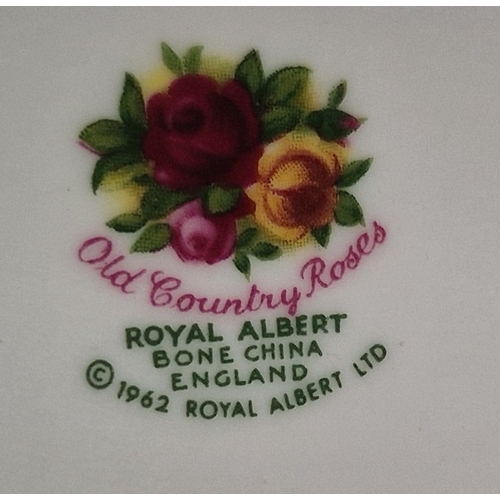 Old Country Roses
ROYAL ALBERT
BONE CHINA
ENGLAND
© 1962 ROYAL ALBERT LTD